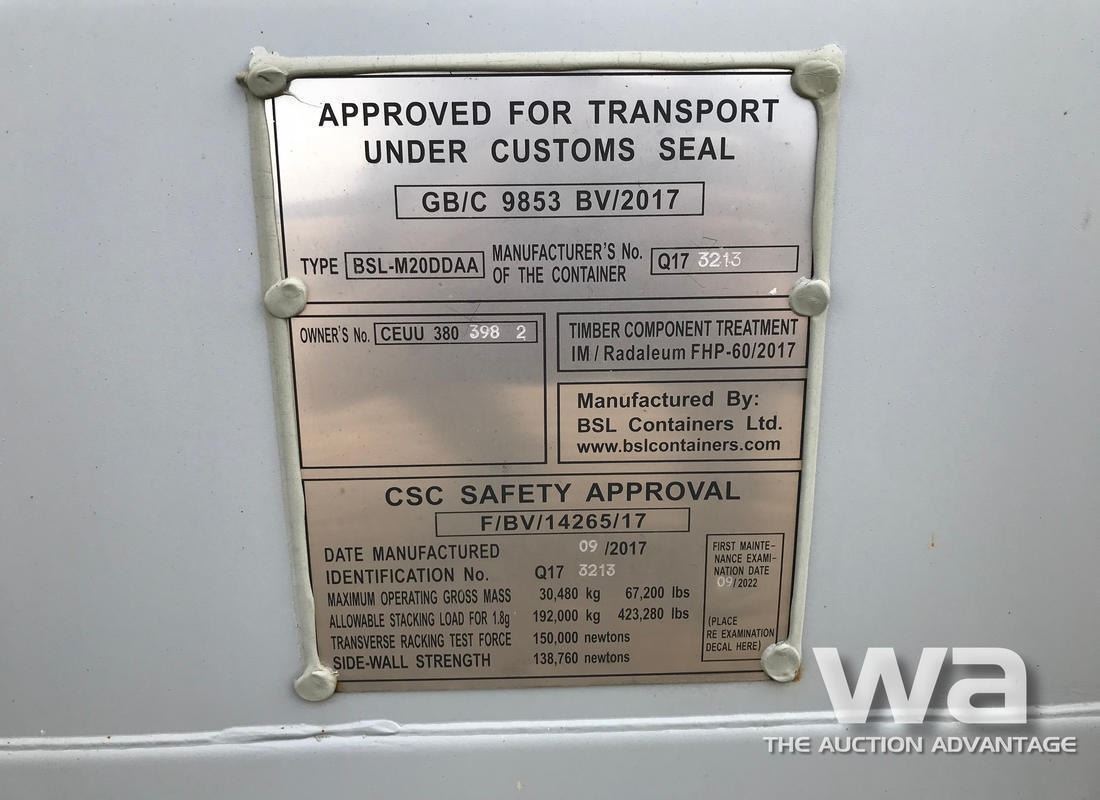 APPROVED FOR TRANSPORT
UNDER CUSTOMS SEAL
GB/C 9853 BV/2017
TYPE BSL-M20DDAA
MANUFACTURER'S No.
OF THE CONTAINER
Q17 3213
OWNER'S No. CEUU 380 398 2
TIMBER COMPONENT TREATMENT
IM / Radaleum FHP-60/2017
Manufactured By:
BSL Containers Ltd.
www.bslcontainers.com
CSC SAFETY APPROVAL
F/BV/14265/17
DATE MANUFACTURED 09 /2017
IDENTIFICATION No. Q17 3213
MAXIMUM OPERATING GROSS MASS 30,480 kg 67,200 lbs
ALLOWABLE STACKING LOAD FOR 1.8g 192,000 kg 423,280 lbs
TRANSVERSE RACKING TEST FORCE 150,000 newtons
SIDE-WALL STRENGTH 138,760 newtons
FIRST MAINTE-
NANCE EXAMI-
NATION DATE
09/2022
(PLACE
RE EXAMINATION
DECAL HERE)
wa
THE AUCTION ADVANTAGE